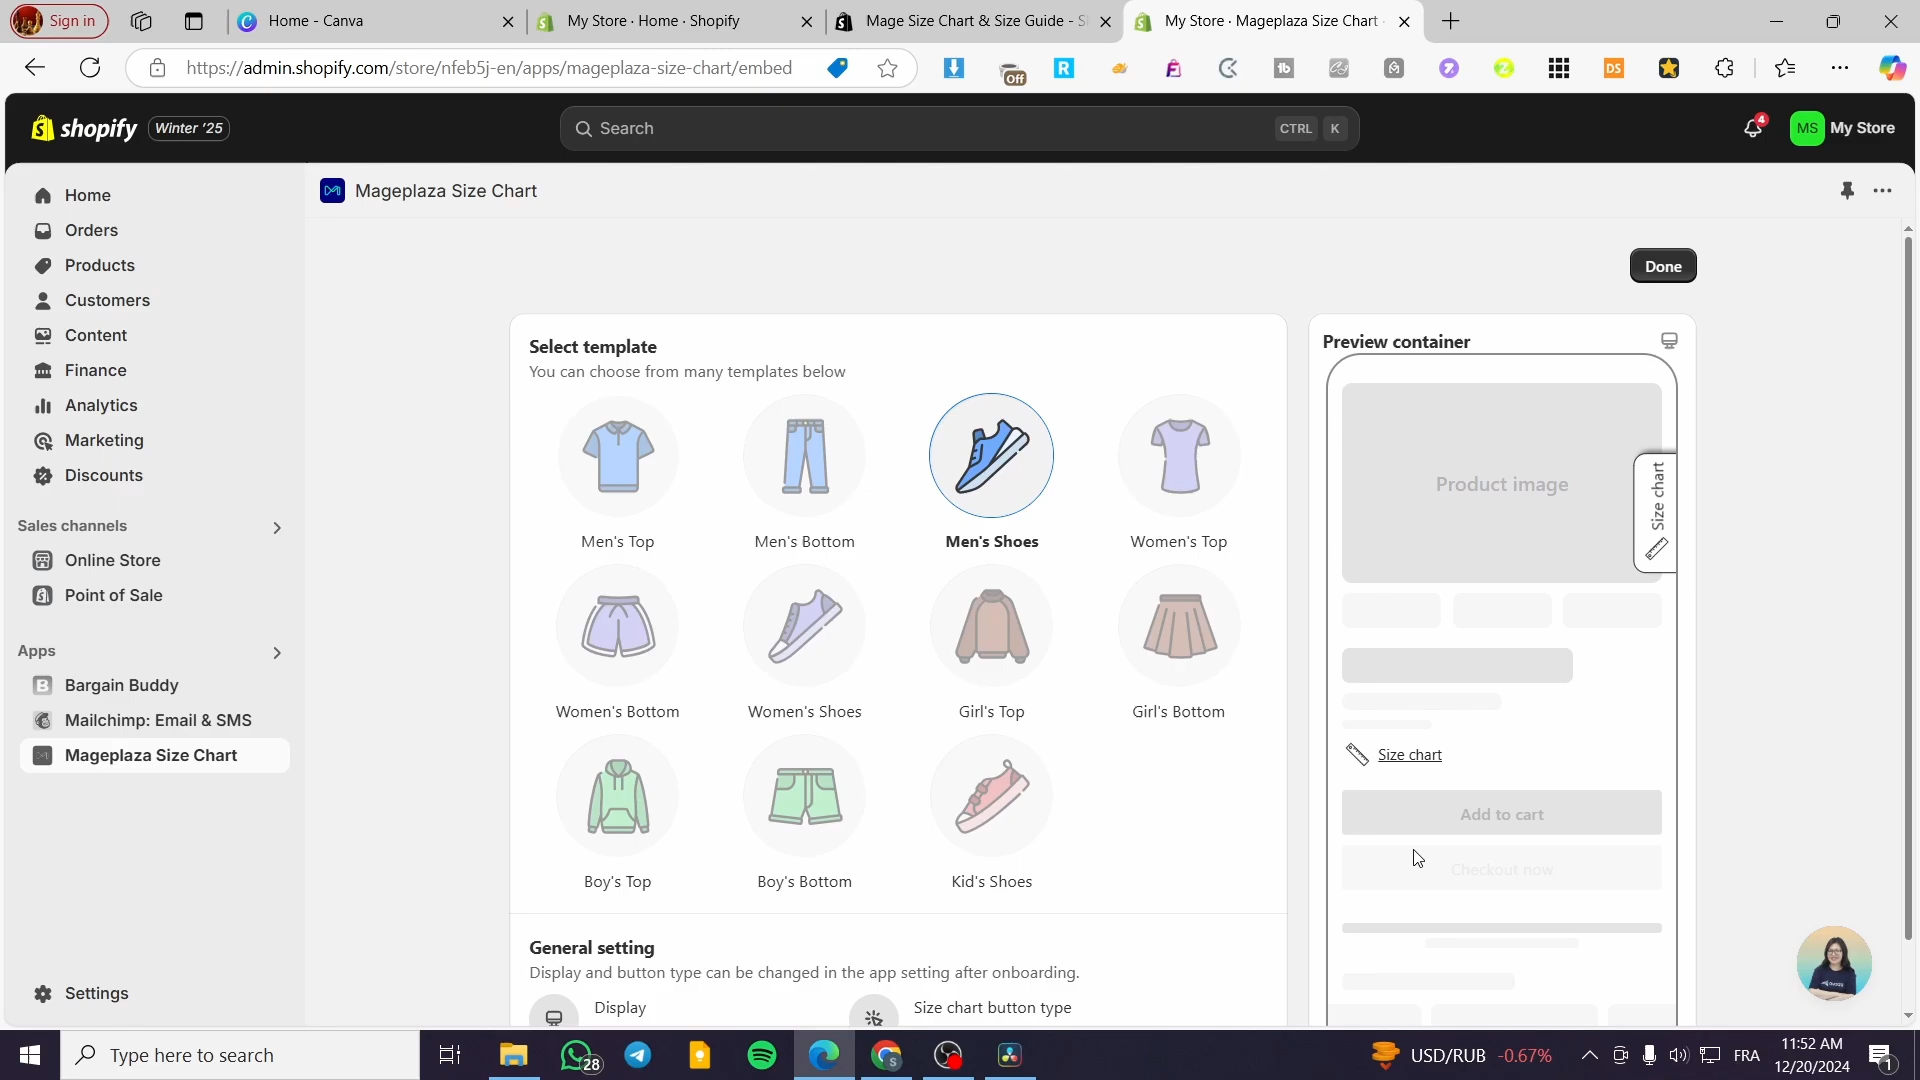 Sign in
Home - Canva
My Store · Home · Shopify
Mage Size Chart & Size Guide - S
My Store · Mageplaza Size Chart ·
https://admin.shopify.com/store/nfeb5j-en/apps/mageplaza-size-chart/embed
Off
R
tb
DS
shopify
Winter '25
Search
CTRL
K
4
MS
My Store
Home
Orders
Products
Customers
Content
Finance
Analytics
Marketing
Discounts
Sales channels
Online Store
Point of Sale
Apps
Bargain Buddy
Mailchimp: Email & SMS
Mageplaza Size Chart
Settings
Mageplaza Size Chart
Done
Select template
You can choose from many templates below
Men's Top
Men's Bottom
Men's Shoes
Women's Top
Women's Bottom
Women's Shoes
Girl's Top
Girl's Bottom
Boy's Top
Boy's Bottom
Kid's Shoes
General setting
Display and button type can be changed in the app setting after onboarding.
Display
Size chart button type
Preview container
Product image
Size chart
Size chart
Add to cart
Checkout now
Type here to search
28
USD/RUB -0.67%
FRA
11:52 AM
12/20/2024
1